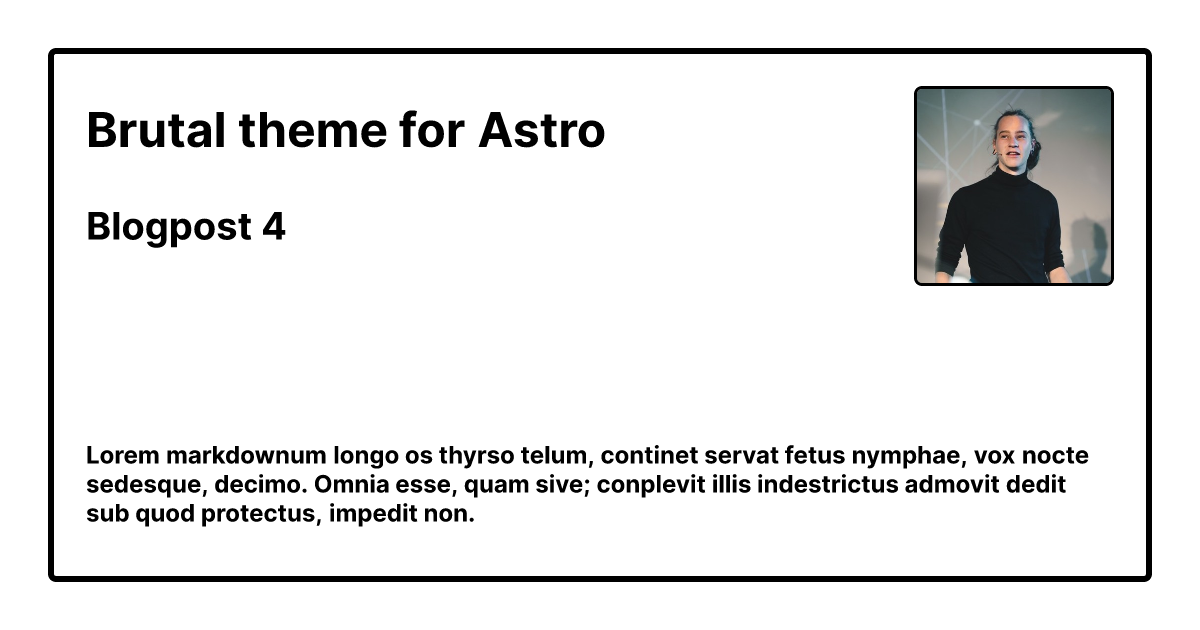 Brutal theme for Astro
Blogpost 4
Lorem markdownum longo os thyrso telum, continet servat fetus nymphae, vox nocte
sedesque, decimo. Omnia esse, quam sive; conplevit illis indestrictus admovit dedit
sub quod protectus, impedit non.